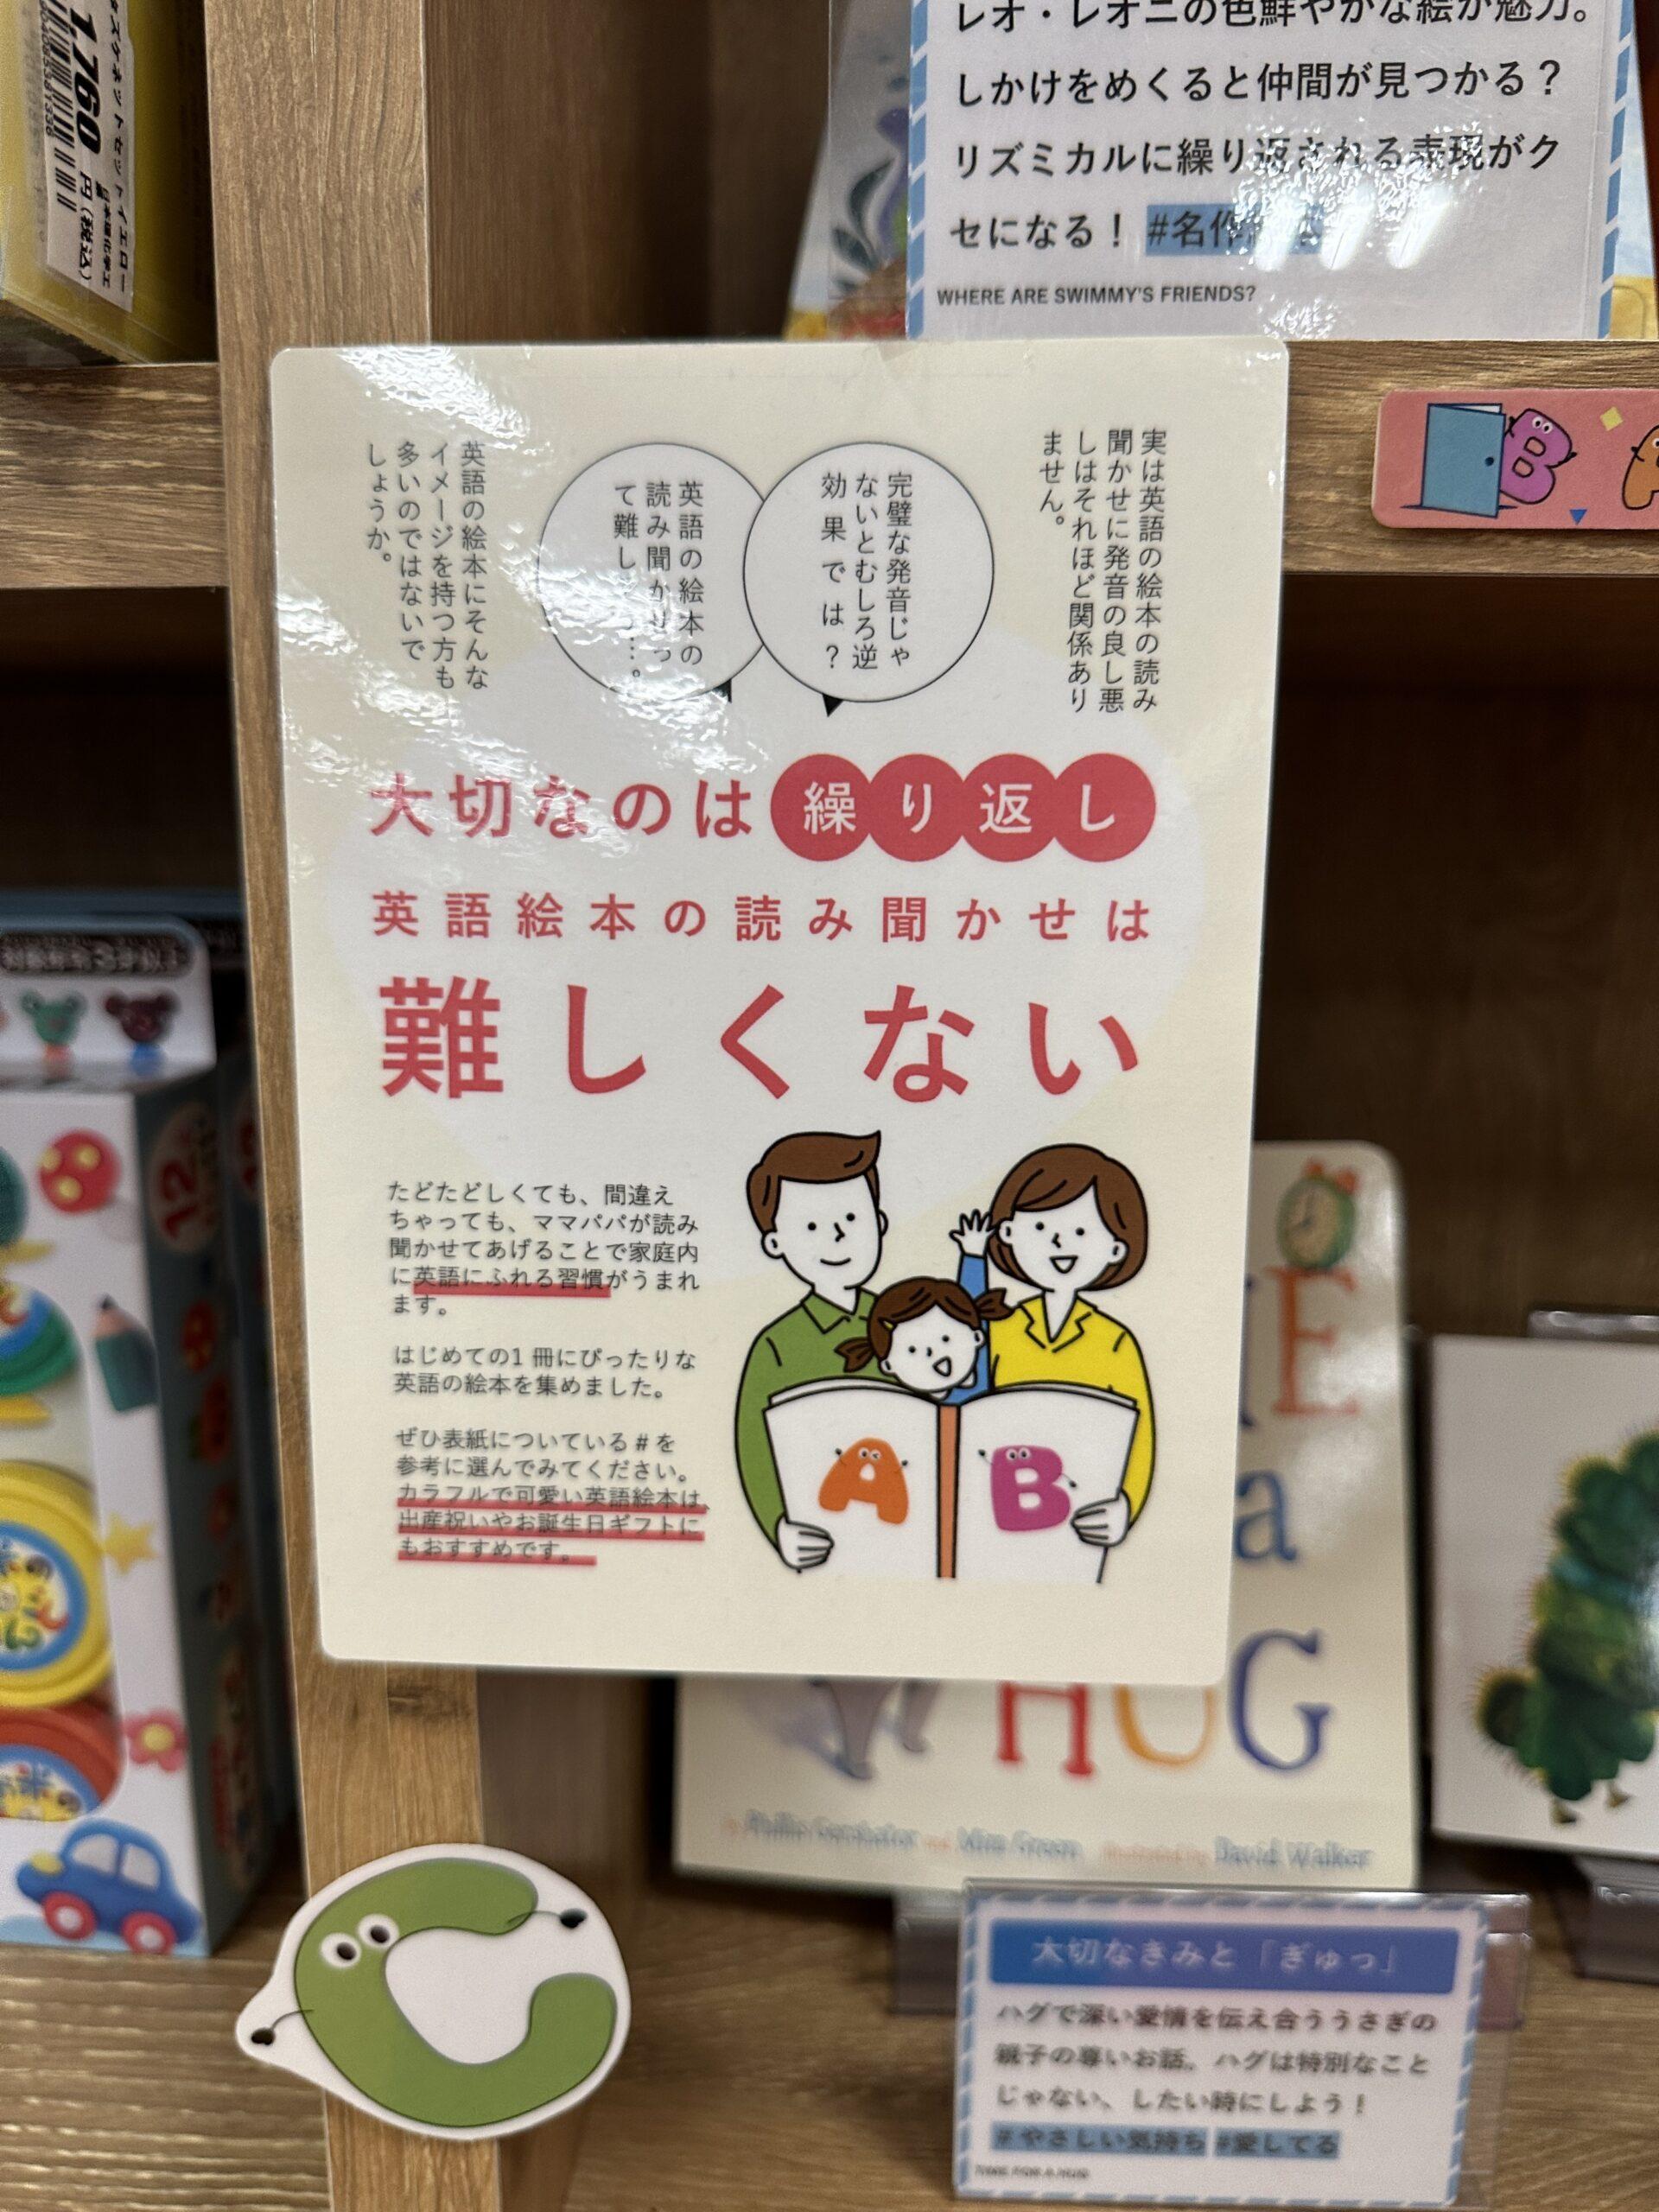 レオ・レオニの色鮮やかな絵が魅力。
しかけをめくると仲間が見つかる？
リズミカルに繰り返される表現がク
セになる！ #名作
WHERE ARE SWIMMY'S FRIENDS?
1,760 円(税込)
実は英語の絵本の読み
聞かせに発音の良し悪
しはそれほど関係あり
ません。
完璧な発音じゃ
ないとむしろ逆
効果では？
英語の絵本の
読み聞かせっ
て難しそう…。
英語の絵本にそんな
イメージを持つ方も
多いのではないで
しょうか。
大切なのは繰り返し
英語絵本の読み聞かせは
難しくない
たどたどしくても、間違え
ちゃっても、ママパパが読み
聞かせてあげることで家庭内
に英語にふれる習慣がうまれ
ます。
はじめての1冊にぴったりな
英語の絵本を集めました。
ぜひ表紙についている#を
参考に選んでみてください。
カラフルで可愛い英語絵本は、
出産祝いやお誕生日ギフトに
もおすすめです。
A B
B
a
HUG
David Walker
C
大切なきみと「ぎゅっ」
ハグで深い愛情を伝え合ううさぎの
親子の尊いお話。ハグは特別なこと
じゃない、したい時にしよう！
#やさしい気持ち #愛してる
TIME FOR A HUG